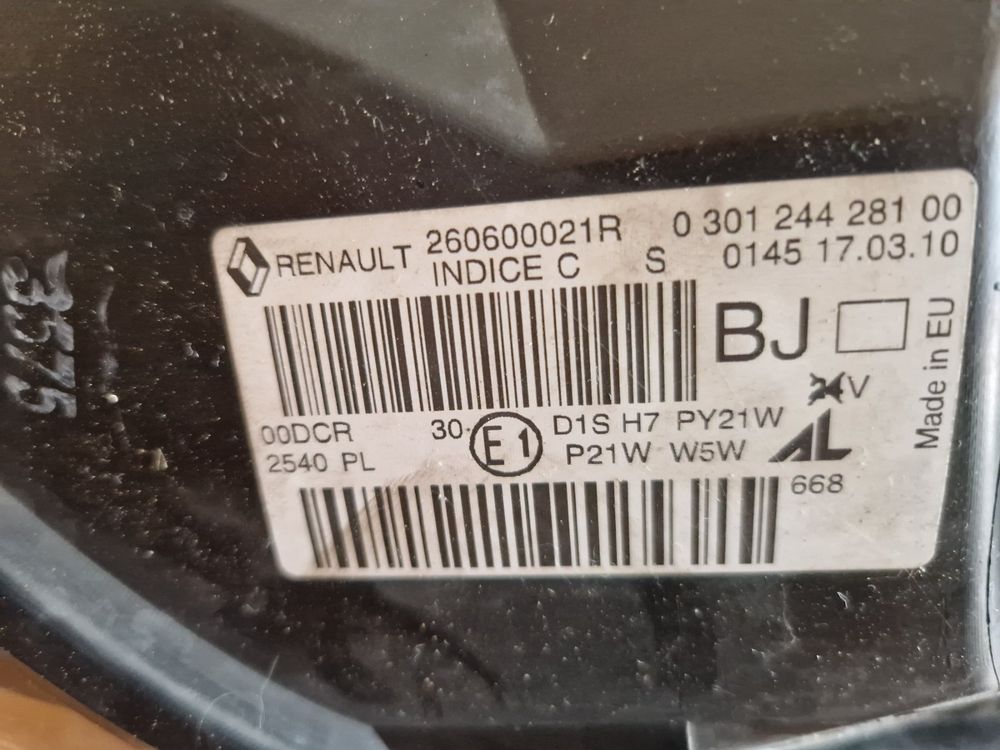 RENAULT 260600021R 0 301 244 281 00
INDICE C S 0145 17.03.10
BJ
Made in EU
V
00DCR 30 E1 D1S H7 PY21W
2540 PL P21W W5W AL
668